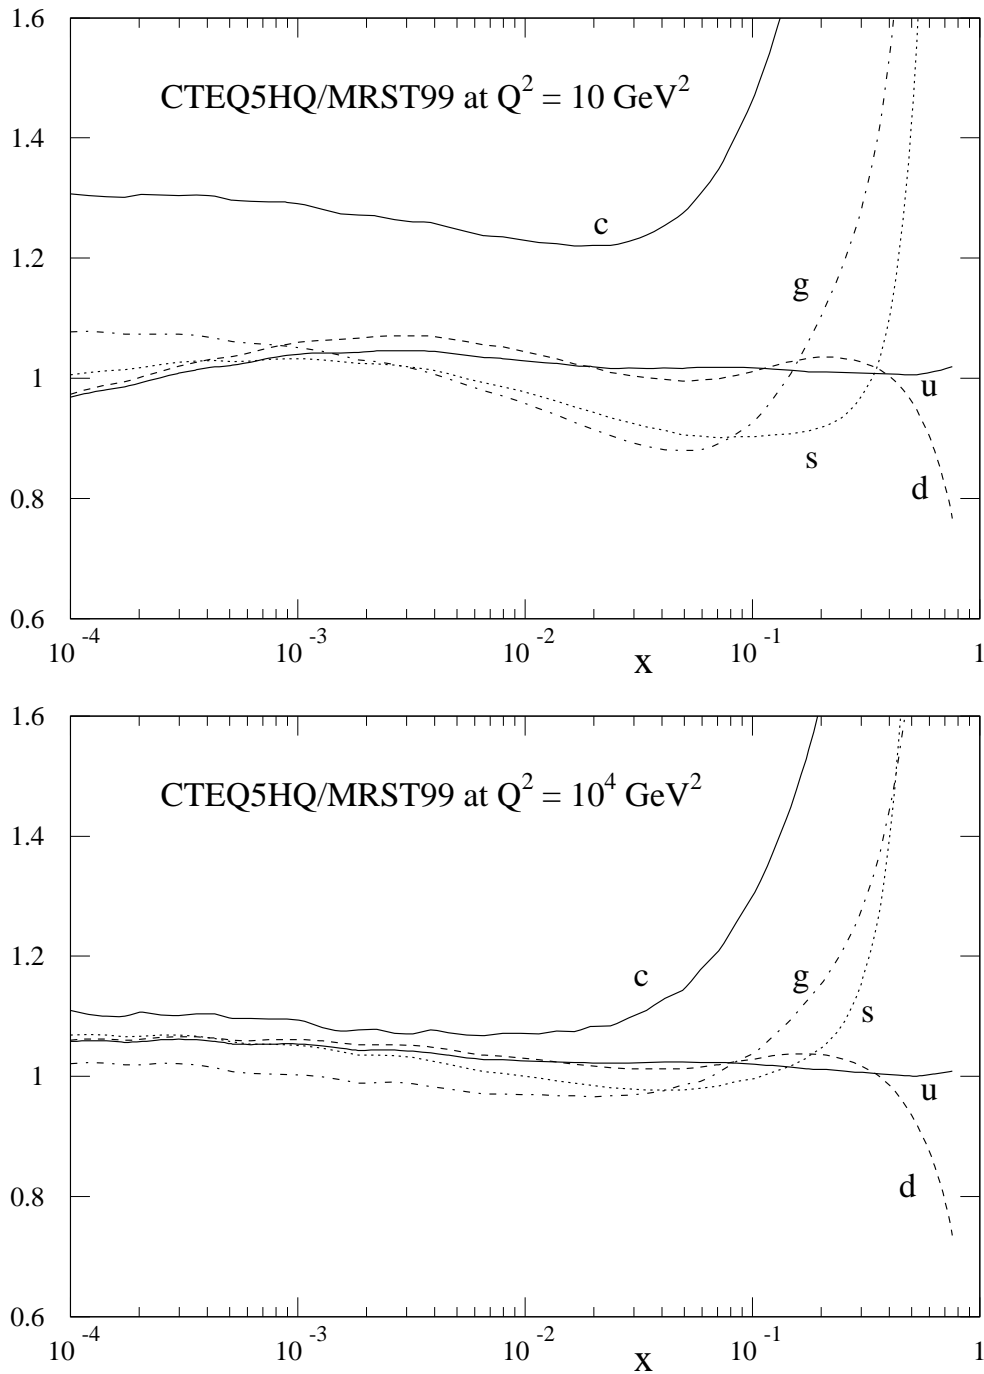 1.6
CTEQ5HQ/MRST99 at Q² = 10 GeV²
1.4
c
1.2
g
1
u
s
0.8
d
0.6
10⁻⁴ 10⁻³ 10⁻² 10⁻¹ 1
x
1.6
CTEQ5HQ/MRST99 at Q² = 10⁴ GeV²
1.4
1.2
c
g
s
1
u
0.8
d
0.6
10⁻⁴ 10⁻³ 10⁻² 10⁻¹ 1
x